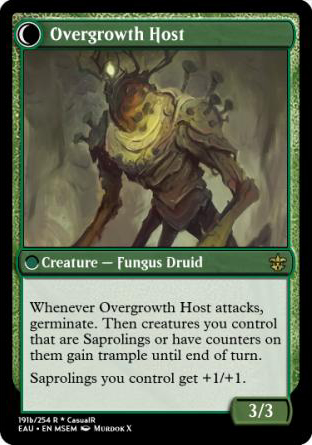 Overgrowth Host
Creature — Fungus Druid
Whenever Overgrowth Host attacks,
germinate. Then creatures you control
that are Saprolings or have counters on
them gain trample until end of turn.
Saprolings you control get +1/+1.
3/3
191b/254 R * CasualR
EAU • EN MSEM Murdok X